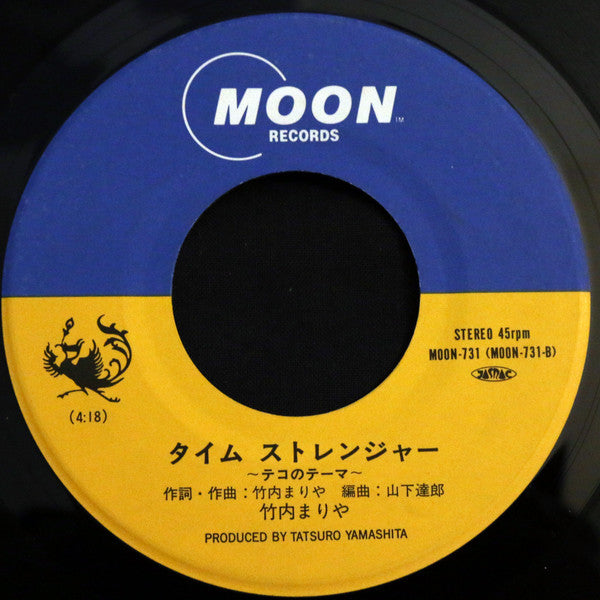 MOON TM
RECORDS
STEREO 45rpm
MOON-731 (MOON-731-B)
JASRAC
(4:18)
タイム ストレンジャー
～テコのテーマ～
作詞・作曲：竹内まりや 編曲：山下達郎
竹内まりや
PRODUCED BY TATSURO YAMASHITA